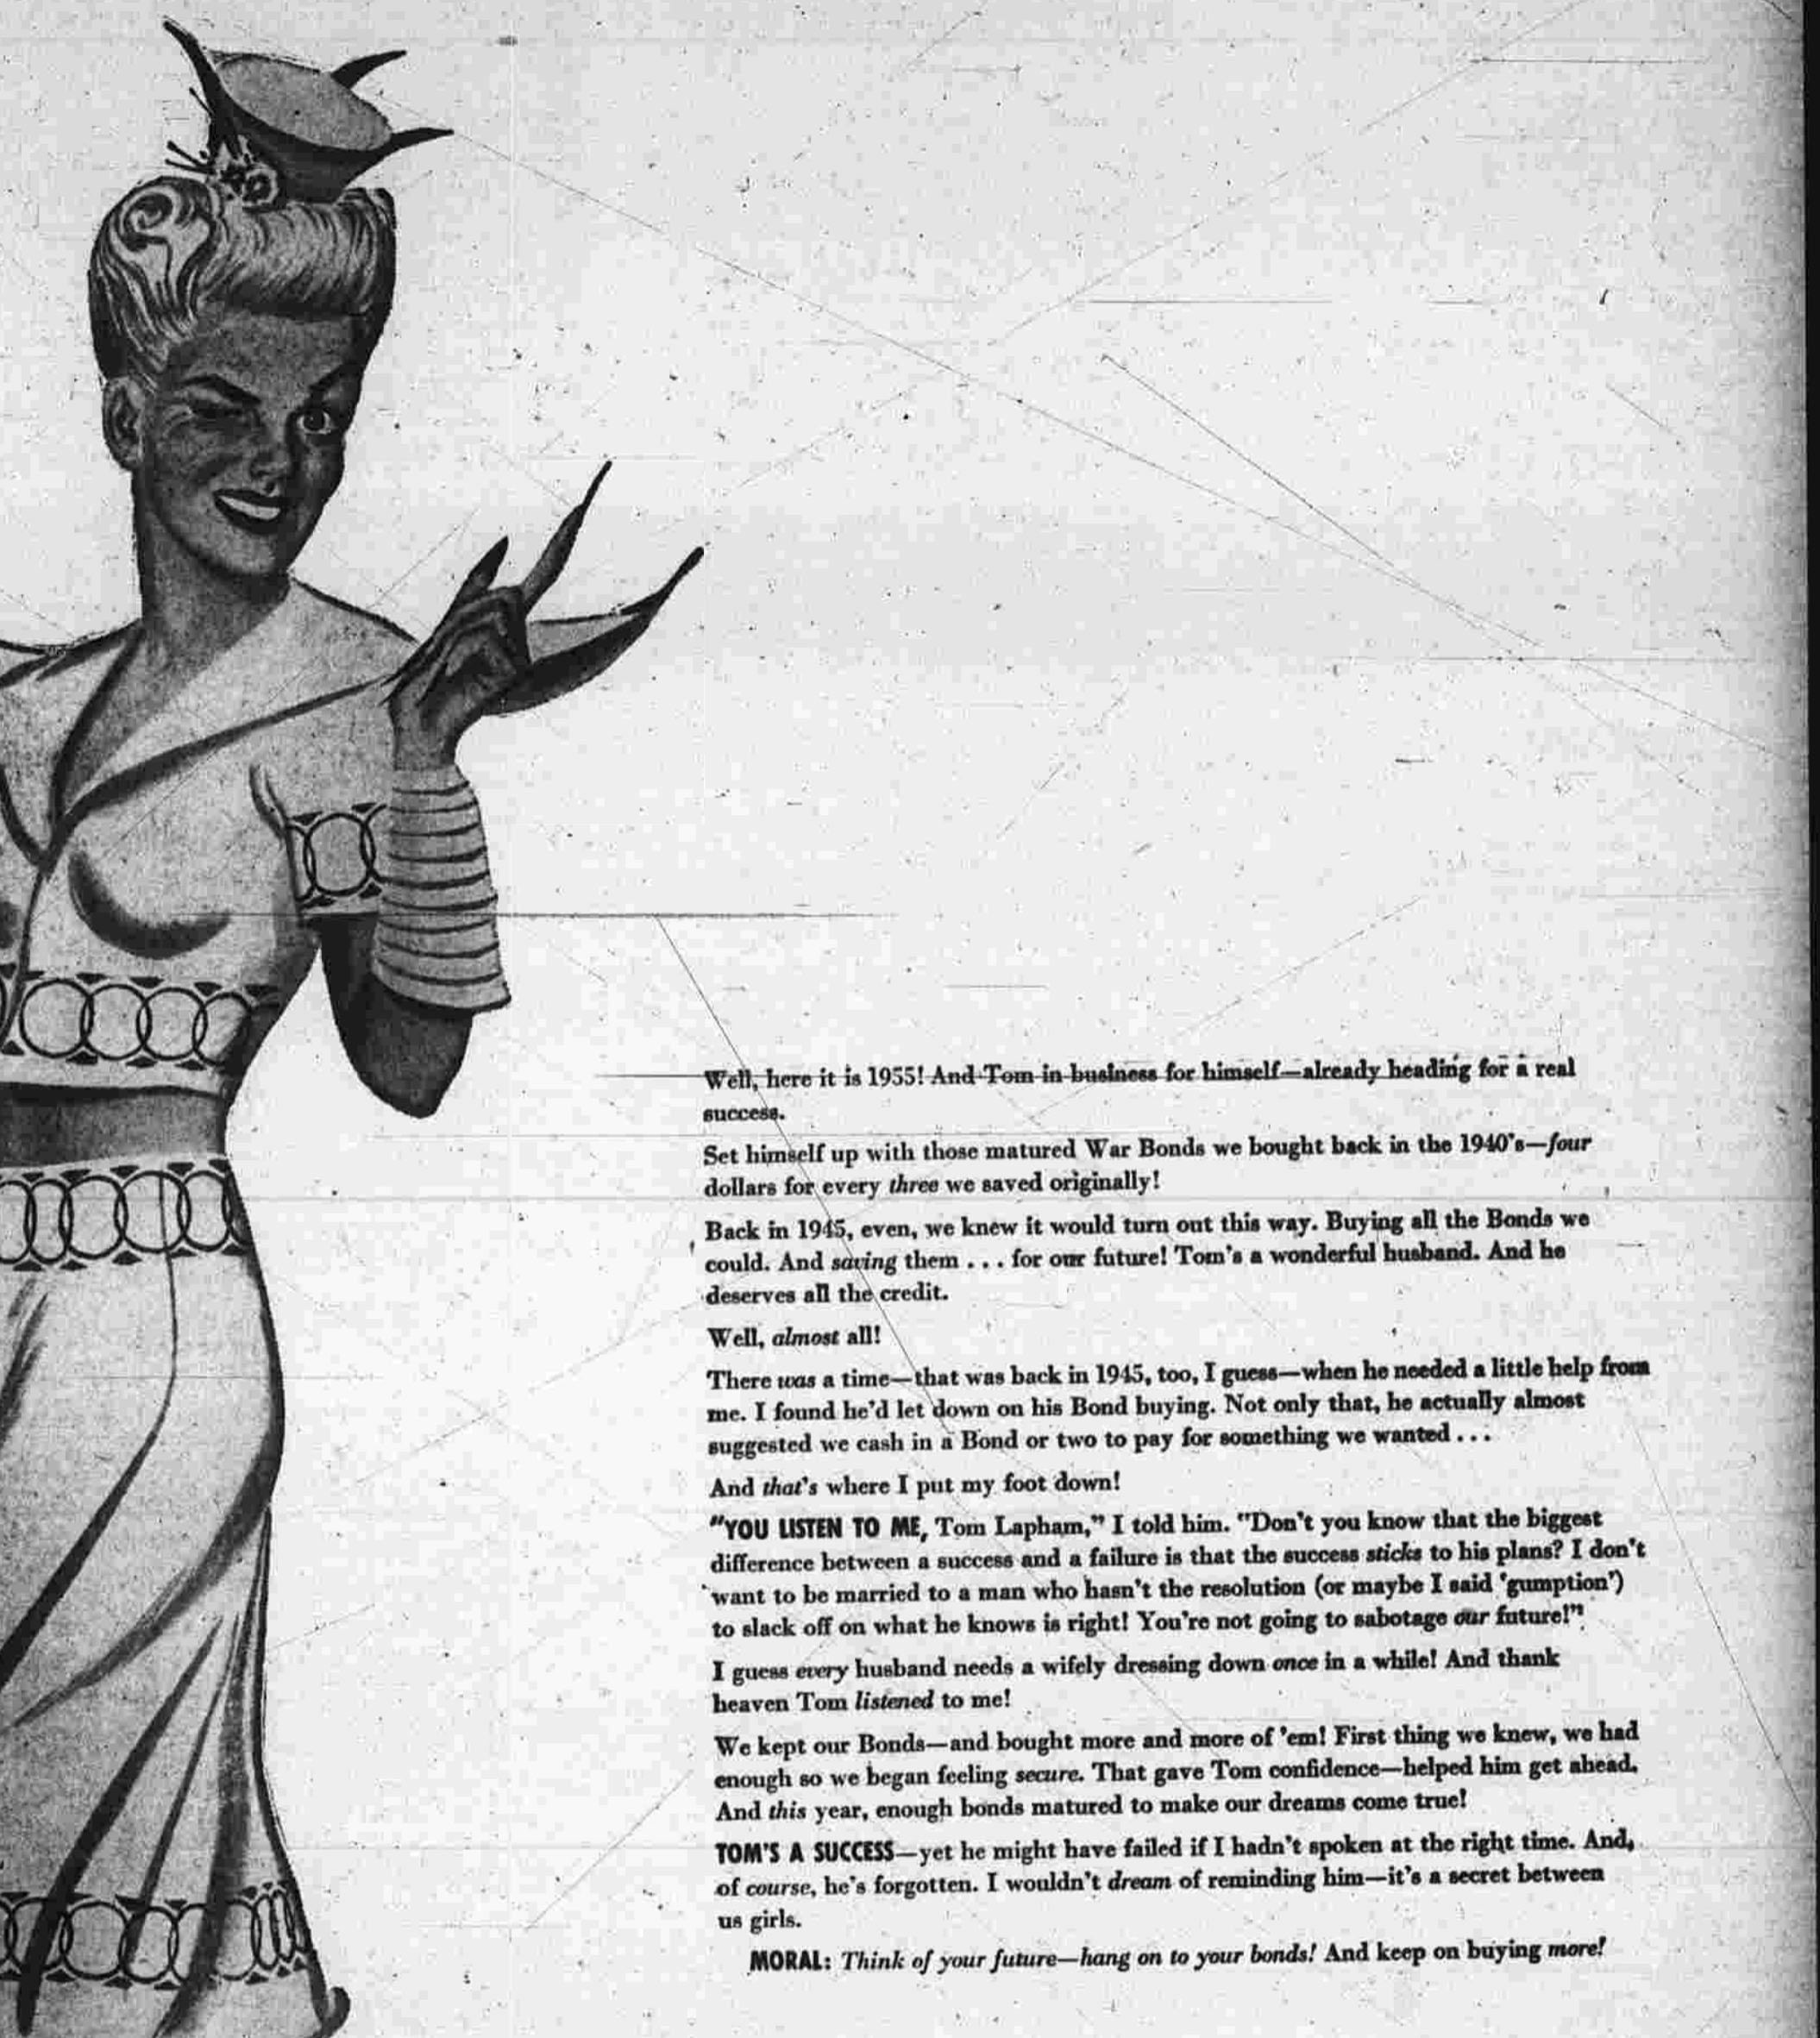 Well, here it is 1955! And Tom in business for himself—already heading for a real
success.
Set himself up with those matured War Bonds we bought back in the 1940's—four
dollars for every three we saved originally!
Back in 1945, even, we knew it would turn out this way. Buying all the Bonds we
could. And saving them . . . for our future! Tom's a wonderful husband. And he
deserves all the credit.
Well, almost all!
There was a time—that was back in 1945, too, I guess—when he needed a little help from
me. I found he'd let down on his Bond buying. Not only that, he actually almost
suggested we cash in a Bond or two to pay for something we wanted . . .
And that's where I put my foot down!
"YOU LISTEN TO ME, Tom Lapham," I told him. "Don't you know that the biggest
difference between a success and a failure is that the success sticks to his plans? I don't
want to be married to a man who hasn't the resolution (or maybe I said 'gumption')
to slack off on what he knows is right! You're not going to sabotage our future!"
I guess every husband needs a wifely dressing down once in a while! And thank
heaven Tom listened to me!
We kept our Bonds—and bought more and more of 'em! First thing we knew, we had
enough so we began feeling secure. That gave Tom confidence—helped him get ahead.
And this year, enough bonds matured to make our dreams come true!
TOM'S A SUCCESS—yet he might have failed if I hadn't spoken at the right time. And,
of course, he's forgotten. I wouldn't dream of reminding him—it's a secret between
us girls.
MORAL: Think of your future—hang on to your bonds! And keep on buying more!